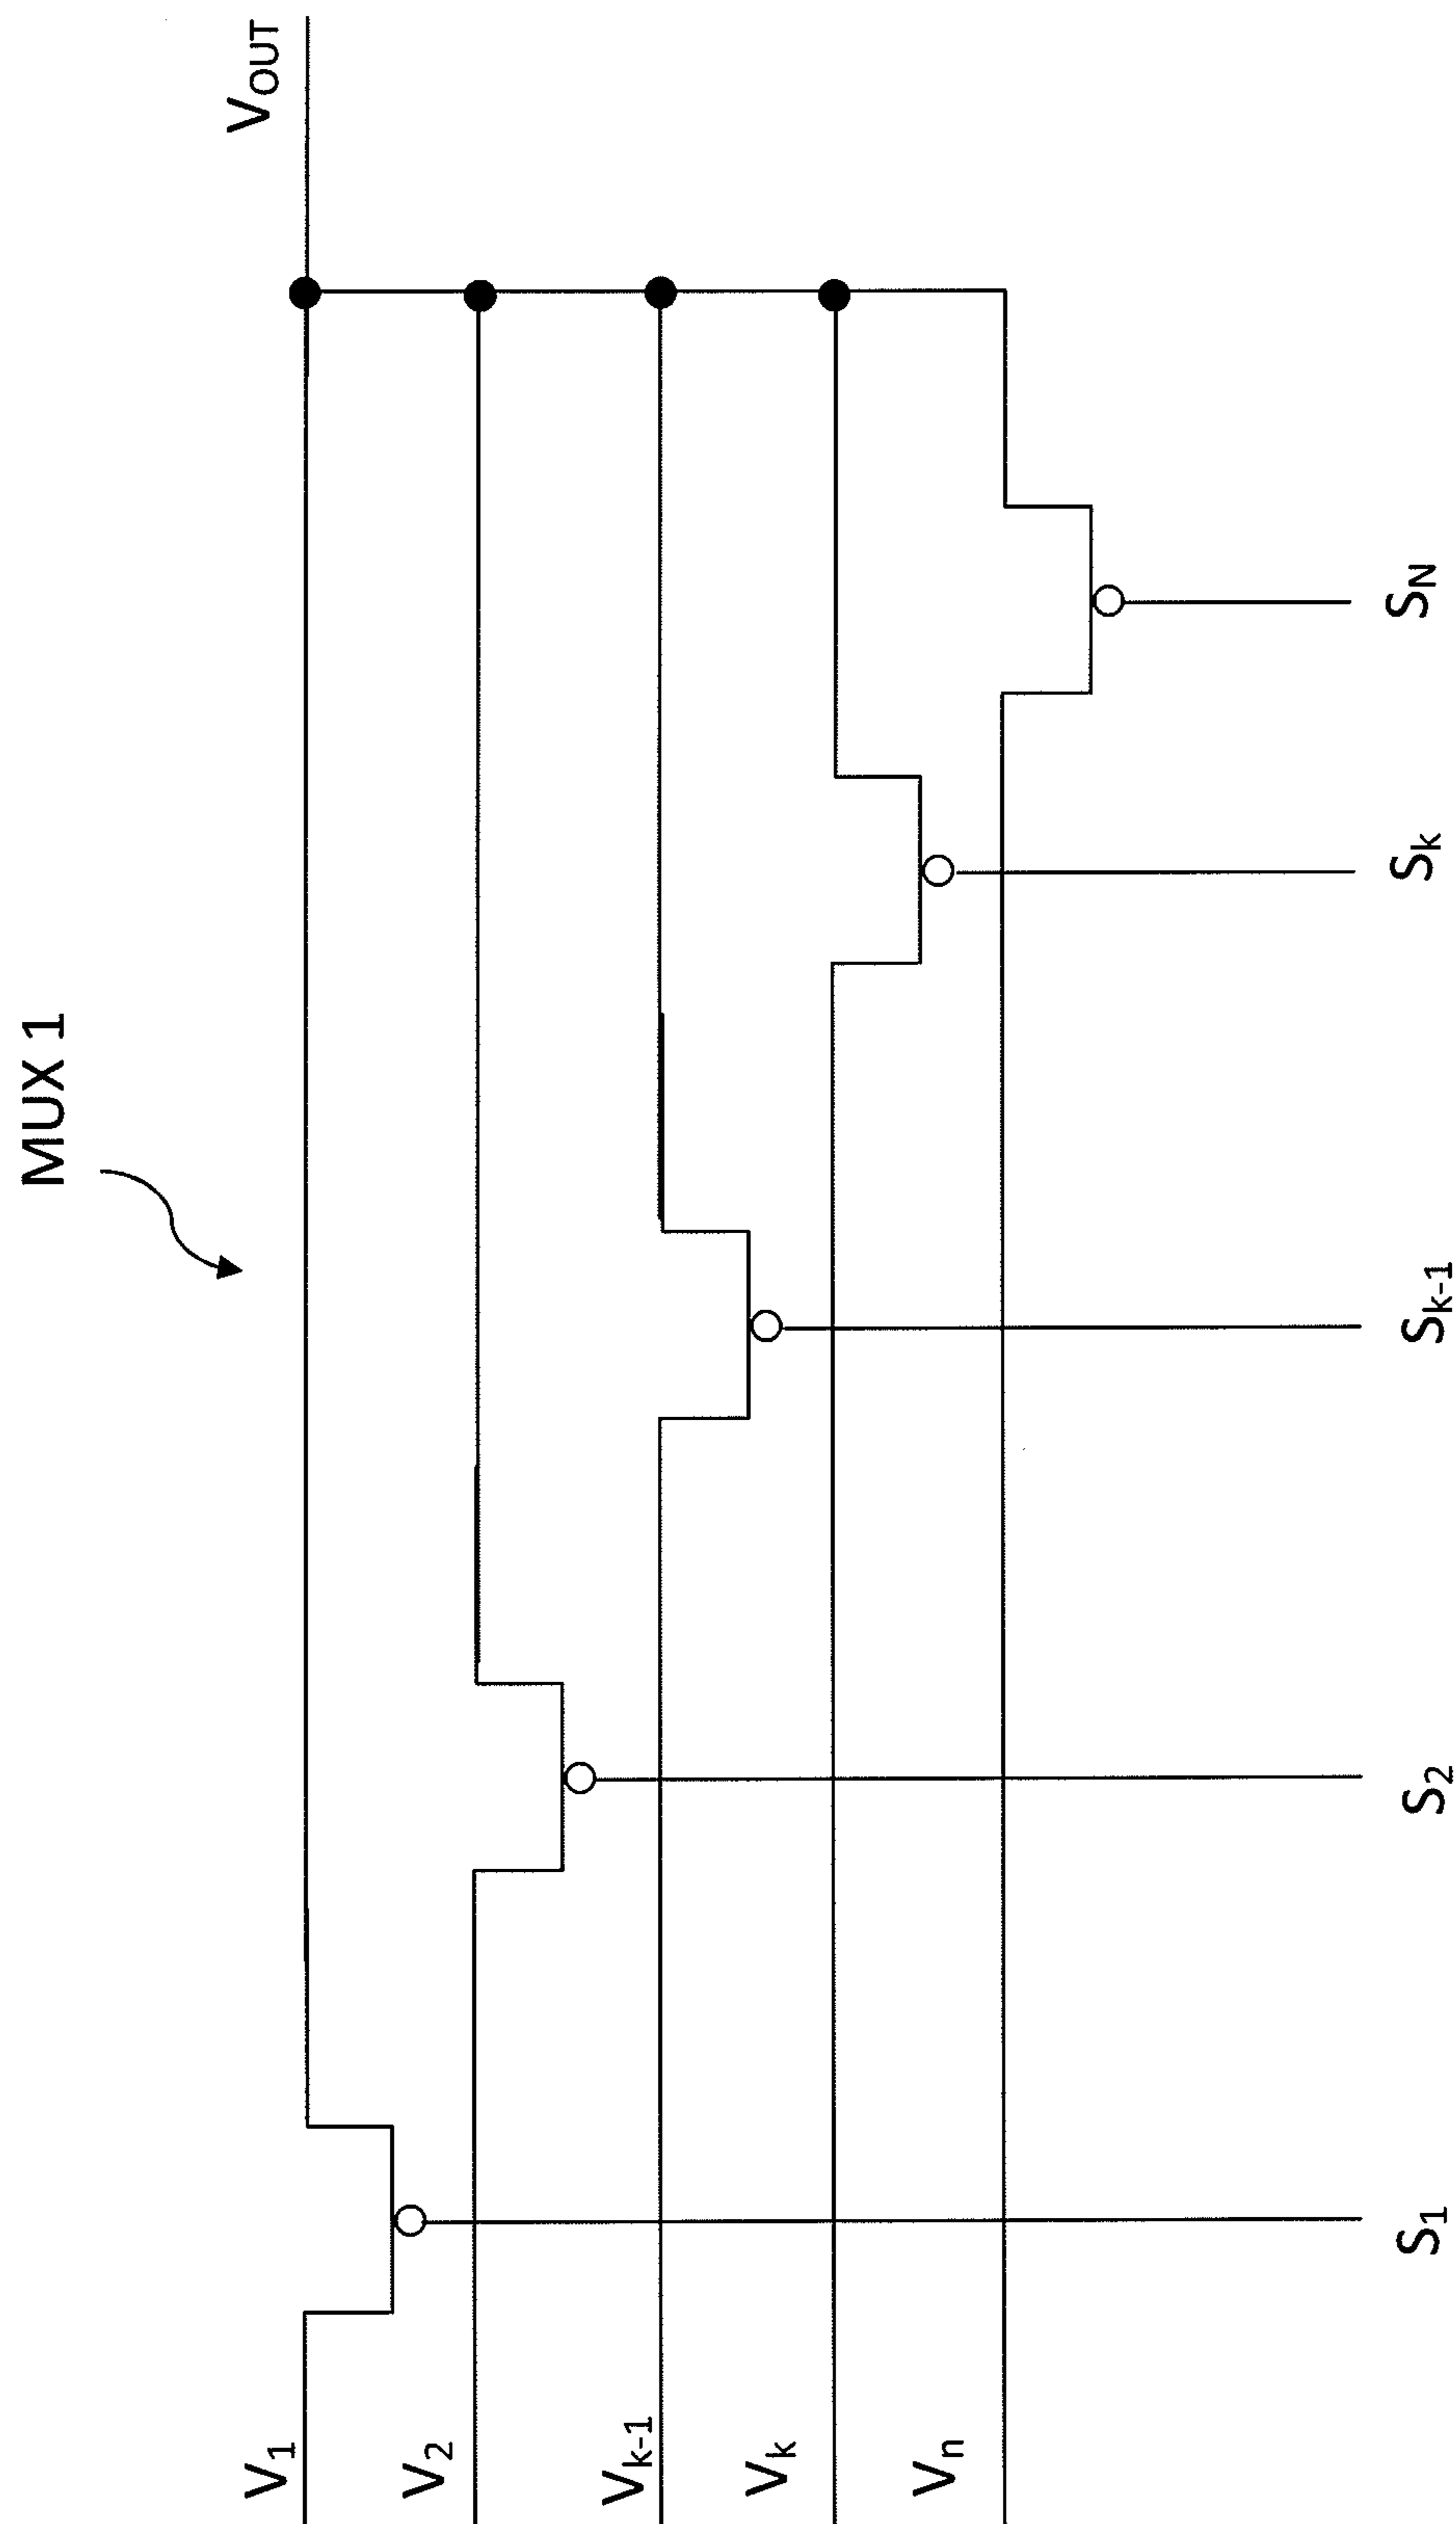 MUX 1
V_OUT
V_1
V_2
V_k-1
V_k
V_n
S_1
S_2
S_k-1
S_k
S_N